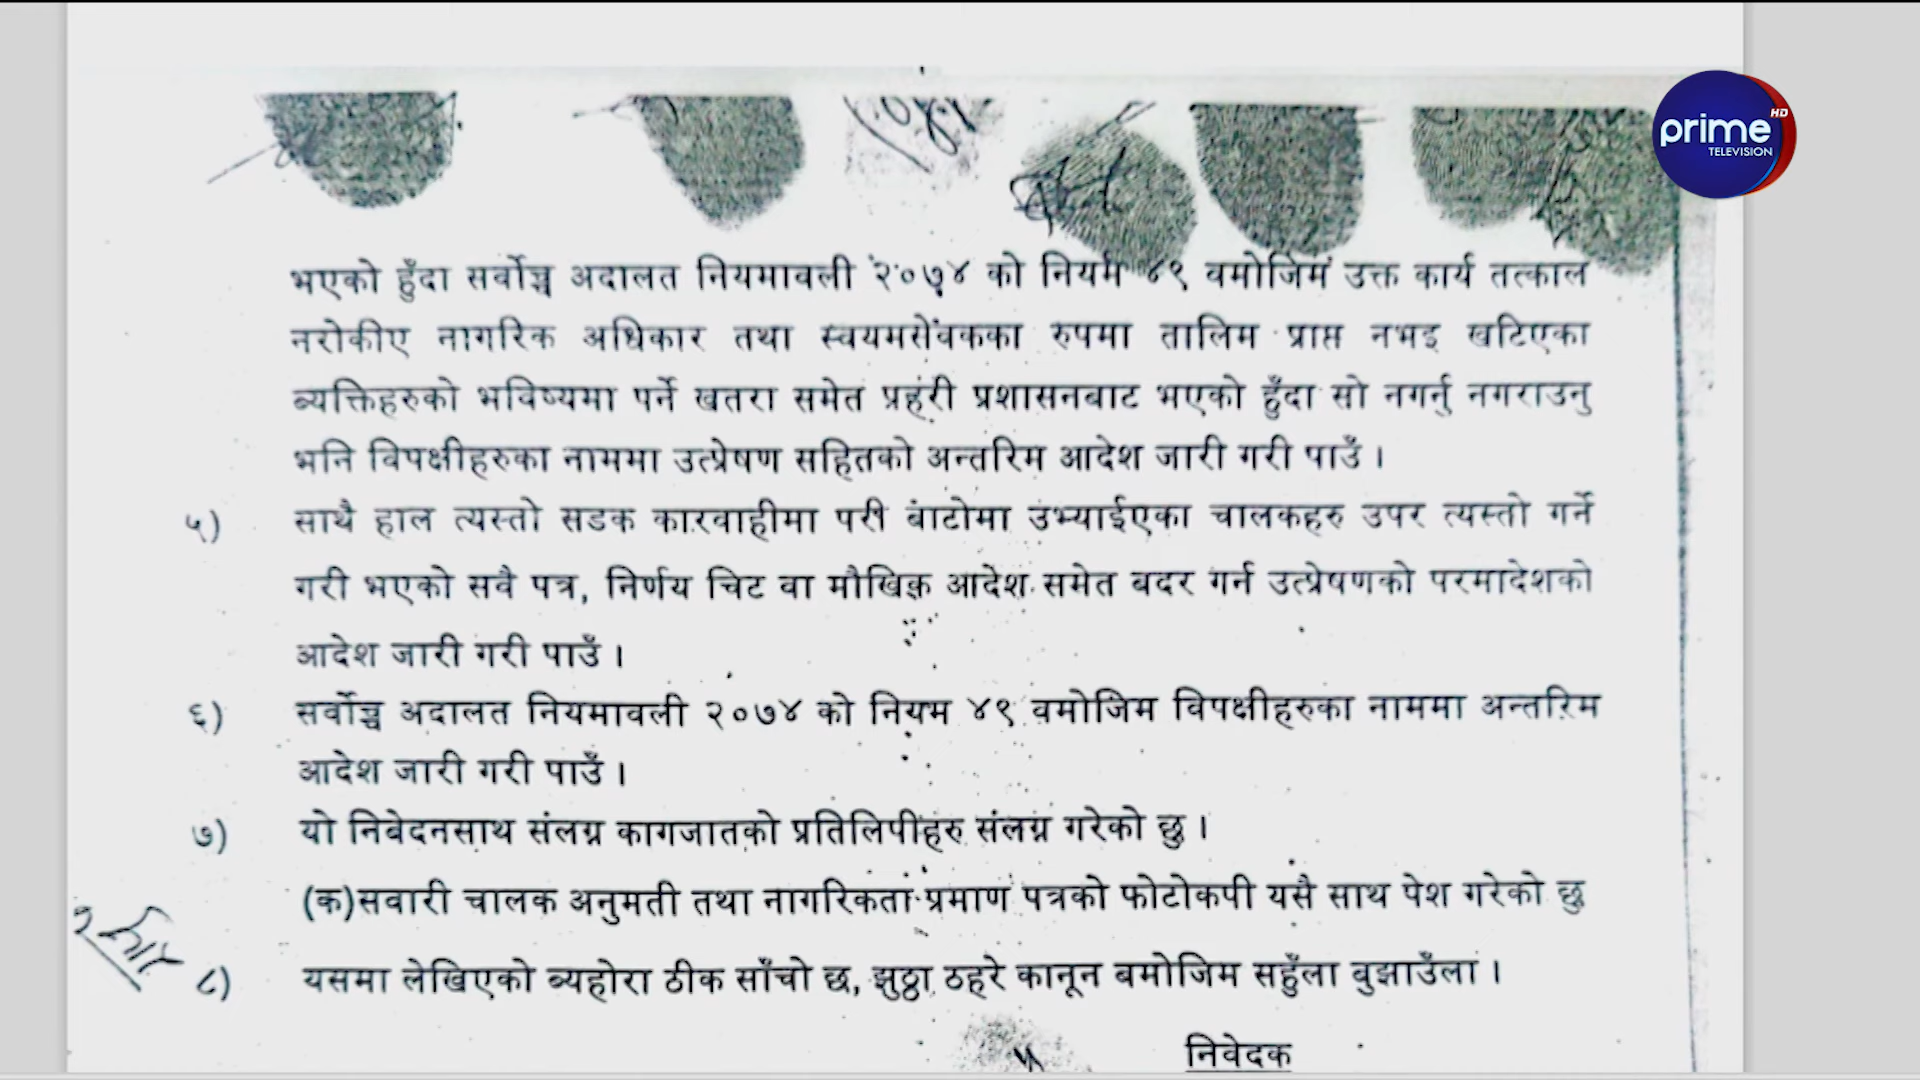 prime HD
TELEVISION
भएको हुँदा सर्वोच्च अदालत नियमावली २०७४ को नियम ४९ वमोजिम उक्त कार्य तत्काल
नरोकीए नागरिक अधिकार तथा स्वयमसेवकका रुपमा तालिम प्राप्त नभइ खटिएका
ब्यक्तिहरुको भविष्यमा पर्ने खतरा समेत प्रहरी प्रशासनबाट भएको हुँदा सो नगर्नु नगराउनु
भनि विपक्षीहरुका नाममा उत्प्रेषण सहितको अन्तरिम आदेश जारी गरी पाउँ ।
५) साथै हाल त्यस्तो सडक कारवाहीमा परी बाटोमा उभ्याईएका चालकहरु उपर त्यस्तो गर्ने
गरी भएको सवै पत्र, निर्णय चिट वा मौखिक आदेश समेत बदर गर्न उत्प्रेषणको परमादेशको
आदेश जारी गरी पाउँ ।
६) सर्वोच्च अदालत नियमावली २०७४ को नियम ४९ वमोजिम विपक्षीहरुका नाममा अन्तरिम
आदेश जारी गरी पाउँ ।
७) यो निबेदनसाथ संलग्न कागजातको प्रतिलिपीहरु संलग्न गरेको छु ।
(क)सवारी चालक अनुमती तथा नागरिकता प्रमाण पत्रको फोटोकपी यसै साथ पेश गरेको छु
८) यसमा लेखिएको ब्यहोरा ठीक साँचो छ, झुठ्ठा ठहरे कानून बमोजिम सहुँला बुझाउँला ।
निवेदक